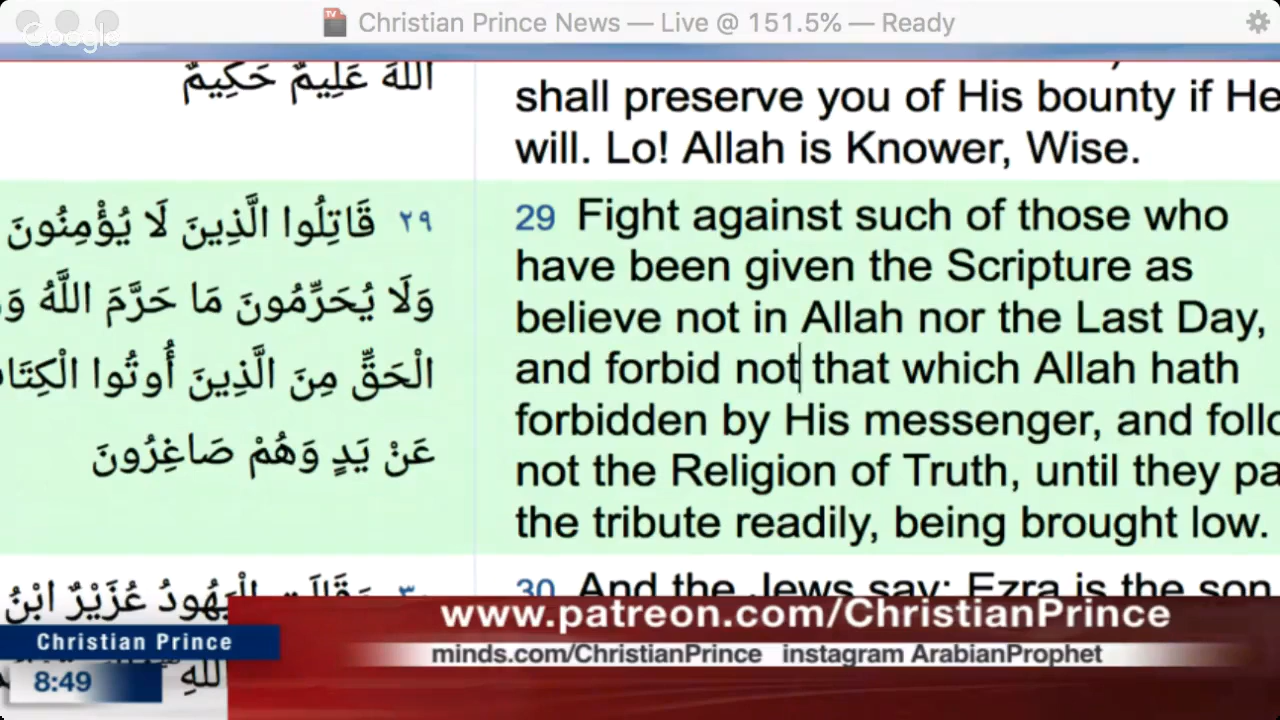 Christian Prince News — Live @ 151.5% — Ready
Google
اللَّهَ عَلِيمٌ حَكِيمٌ
shall preserve you of His bounty if He
will. Lo! Allah is Knower, Wise.
٢٩ قَاتِلُوا الَّذِينَ لَا يُؤْمِنُونَ
وَلَا يُحَرِّمُونَ مَا حَرَّمَ اللَّهُ
الْحَقِّ مِنَ الَّذِينَ أُوتُوا
عَنْ يَدٍ وَهُمْ صَاغِرُونَ
29 Fight against such of those who
have been given the Scripture as
believe not in Allah nor the Last Day,
and forbid not that which Allah hath
forbidden by His messenger, and
not the Religion of Truth, until they
the tribute readily, being brought low.
٣٠ وَقَالَتِ الْيَهُودُ عُزَيْرٌ ابْنُ
30 And the Jews say: Ezra is the son
www.patreon.com/ChristianPrince
Christian Prince
minds.com/ChristianPrince instagram ArabianProphet
8:49